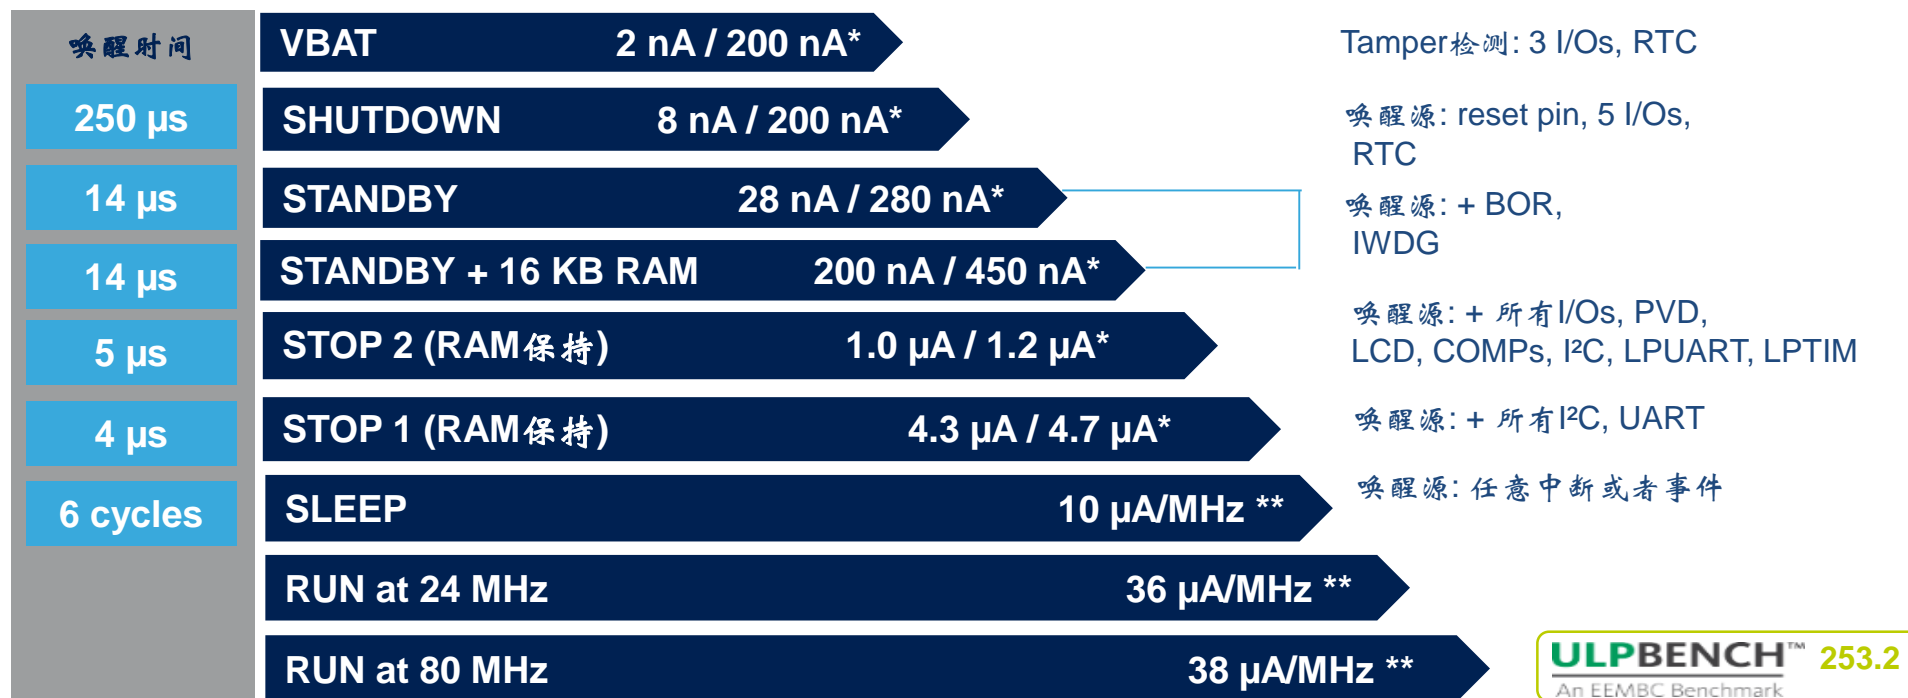 唤醒时间
VBAT 2 nA / 200 nA*
Tamper检测: 3 I/Os, RTC
250 µs
SHUTDOWN 8 nA / 200 nA*
唤醒源: reset pin, 5 I/Os,
RTC
14 µs
STANDBY 28 nA / 280 nA*
唤醒源: + BOR,
IWDG
14 µs
STANDBY + 16 KB RAM 200 nA / 450 nA*
5 µs
STOP 2 (RAM保持) 1.0 µA / 1.2 µA*
唤醒源: + 所有I/Os, PVD,
LCD, COMPs, I²C, LPUART, LPTIM
4 µs
STOP 1 (RAM保持) 4.3 µA / 4.7 µA*
唤醒源: + 所有I²C, UART
6 cycles
SLEEP 10 µA/MHz **
唤醒源: 任意中断或者事件
RUN at 24 MHz 36 µA/MHz **
RUN at 80 MHz 38 µA/MHz **
ULPBENCH™ 253.2
An EEMBC Benchmark